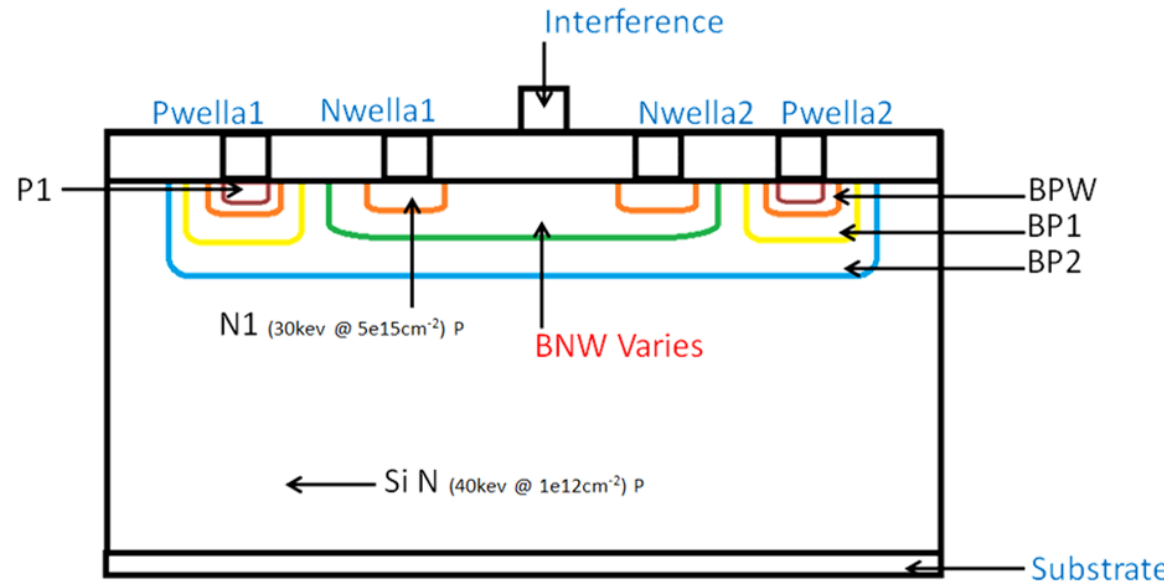 Interference
Pwella1
Nwella1
Nwella2
Pwella2
P1
BPW
BP1
BP2
N1 (30kev @ 5e15cm⁻²) P
BNW Varies
Si N (40kev @ 1e12cm⁻²) P
Substrate